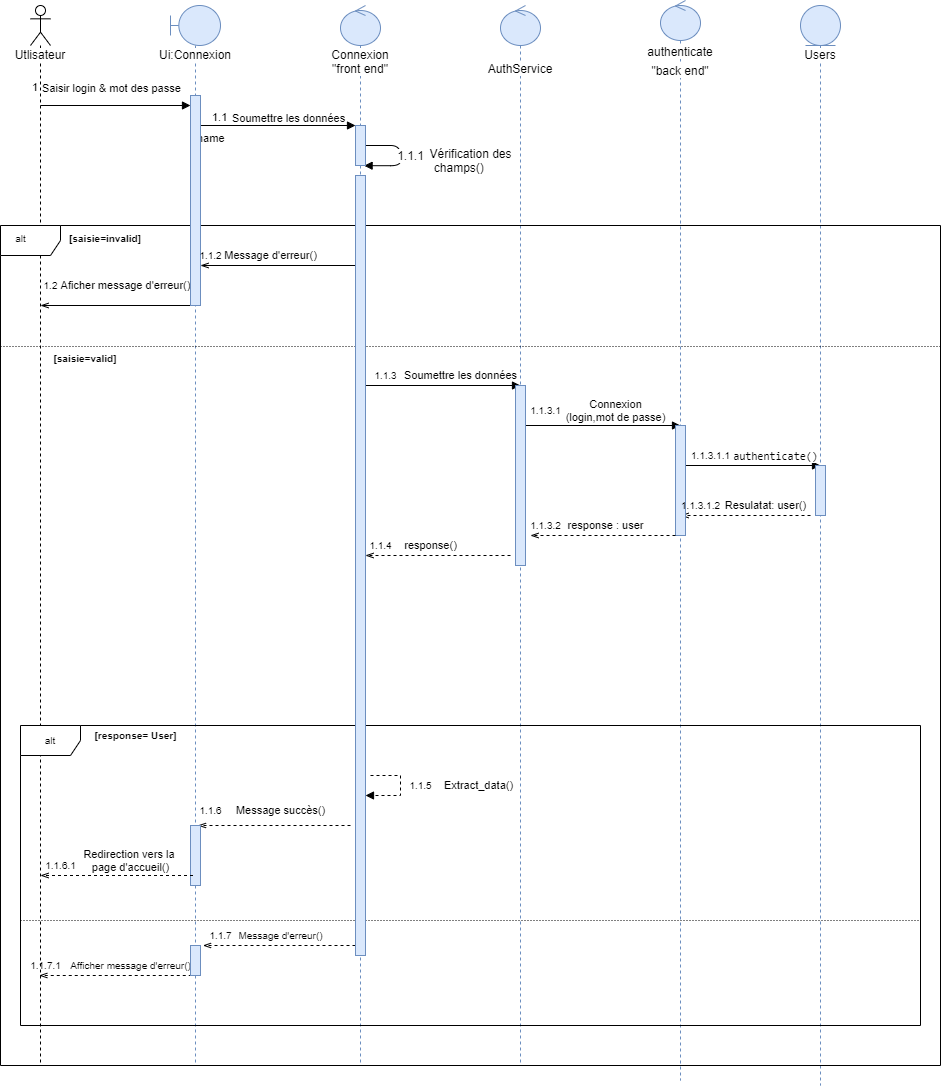 Utlisateur
Ui:Connexion
Connexion
"front end"
AuthService
authenticate
"back end"
Users
1 Saisir login & mot des passe
1.1 Soumettre les données
name
1.1.1 Vérification des
champs()
alt
[saisie=invalid]
1.1.2 Message d'erreur()
1.2 Aficher message d'erreur()
[saisie=valid]
1.1.3 Soumettre les données
1.1.3.1 Connexion
(login,mot de passe)
1.1.3.1.1 authenticate()
1.1.3.1.2 Resulatat: user()
1.1.3.2 response : user
1.1.4 response()
alt
[response= User]
1.1.5 Extract_data()
1.1.6 Message succès()
Redirection vers la
1.1.6.1 page d'accueil()
1.1.7 Message d'erreur()
1.1.7.1 Afficher message d'erreur()